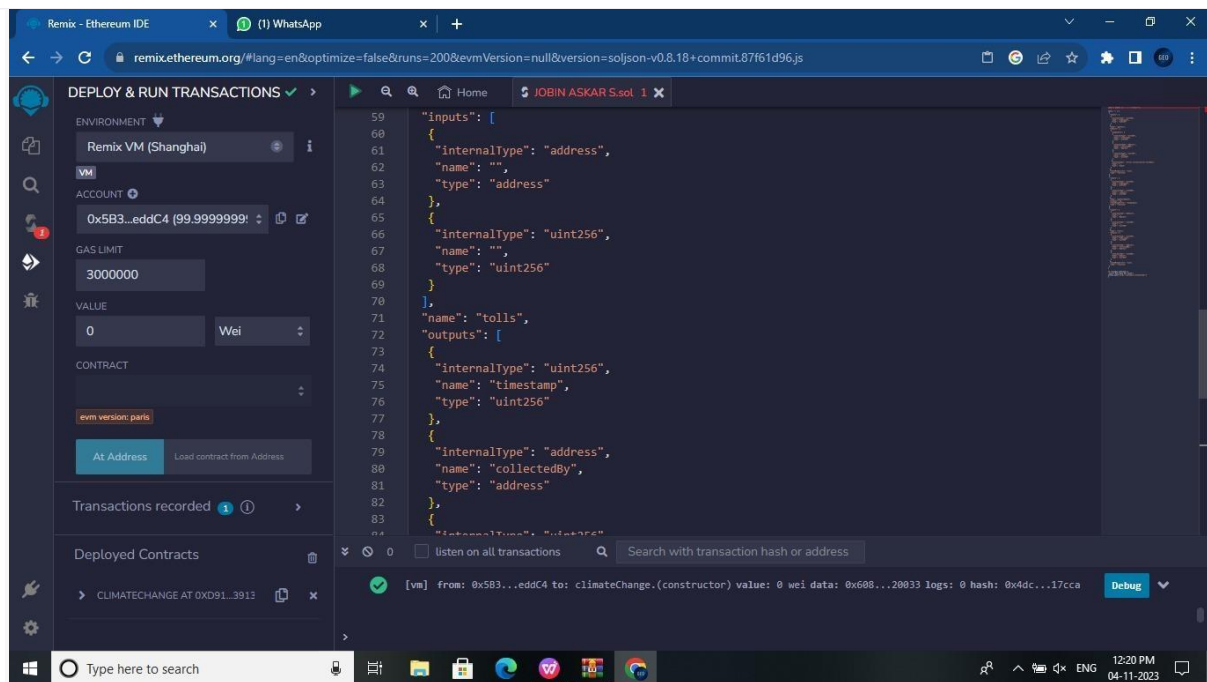 Remix - Ethereum IDE
(1) WhatsApp
remix.ethereum.org/#lang=en&optimize=false&runs=200&evmVersion=null&version=soljson-v0.8.18+commit.87f61d96.js
GEO
DEPLOY & RUN TRANSACTIONS
ENVIRONMENT
Remix VM (Shanghai)
VM
ACCOUNT
0x5B3...eddC4 (99.9999999
1
GAS LIMIT
3000000
VALUE
0 Wei
CONTRACT
evm version: paris
At Address Load contract from Address
Transactions recorded 1
Deployed Contracts
CLIMATECHANGE AT 0XD91...3913
Home
JOBIN ASKAR S.sol 1
59 "inputs": [
60 {
61 "internalType": "address",
62 "name": "",
63 "type": "address"
64 },
65 {
66 "internalType": "uint256",
67 "name": "",
68 "type": "uint256"
69 }
70 ],
71 "name": "tolls",
72 "outputs": [
73 {
74 "internalType": "uint256",
75 "name": "timestamp",
76 "type": "uint256"
77 },
78 {
79 "internalType": "address",
80 "name": "collectedBy",
81 "type": "address"
82 },
83 {
84 "internalType": "uint256"
0 listen on all transactions Search with transaction hash or address
[vm] from: 0x5B3...eddC4 to: climateChange.(constructor) value: 0 wei data: 0x608...20033 logs: 0 hash: 0x4dc...17cca
Debug
>
Type here to search
ENG
12:20 PM
04-11-2023